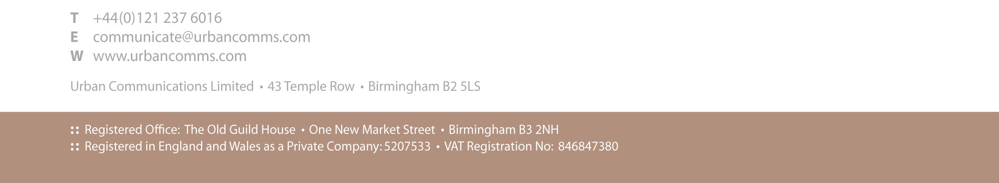 T +44(0)121 237 6016
E communicate@urbancomms.com
W www.urbancomms.com
Urban Communications Limited • 43 Temple Row • Birmingham B2 5LS
:: Registered Office: The Old Guild House • One New Market Street • Birmingham B3 2NH
:: Registered in England and Wales as a Private Company: 5207533 • VAT Registration No: 846847380